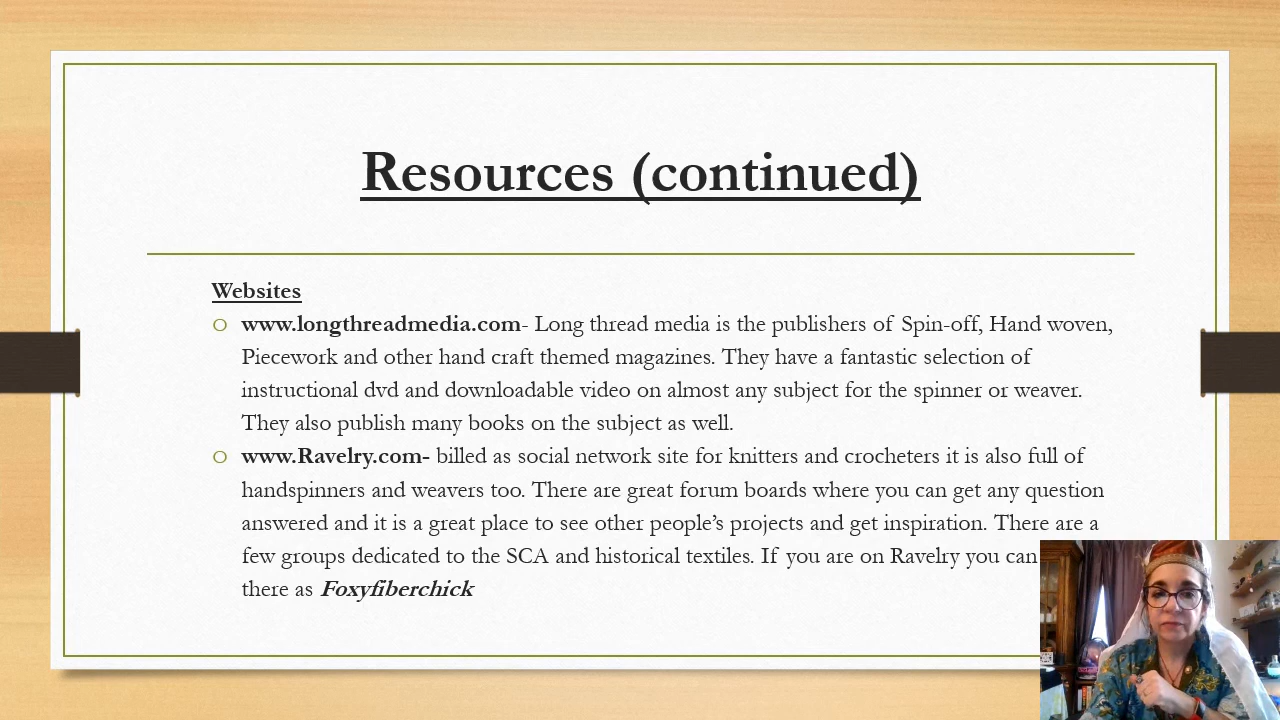 Resources (continued)
Websites
www.longthreadmedia.com- Long thread media is the publishers of Spin-off, Hand woven,
Piecework and other hand craft themed magazines. They have a fantastic selection of
instructional dvd and downloadable video on almost any subject for the spinner or weaver.
They also publish many books on the subject as well.
www.Ravelry.com- billed as social network site for knitters and crocheters it is also full of
handspinners and weavers too. There are great forum boards where you can get any question
answered and it is a great place to see other people’s projects and get inspiration. There are a
few groups dedicated to the SCA and historical textiles. If you are on Ravelry you can
there as Foxyfiberchick